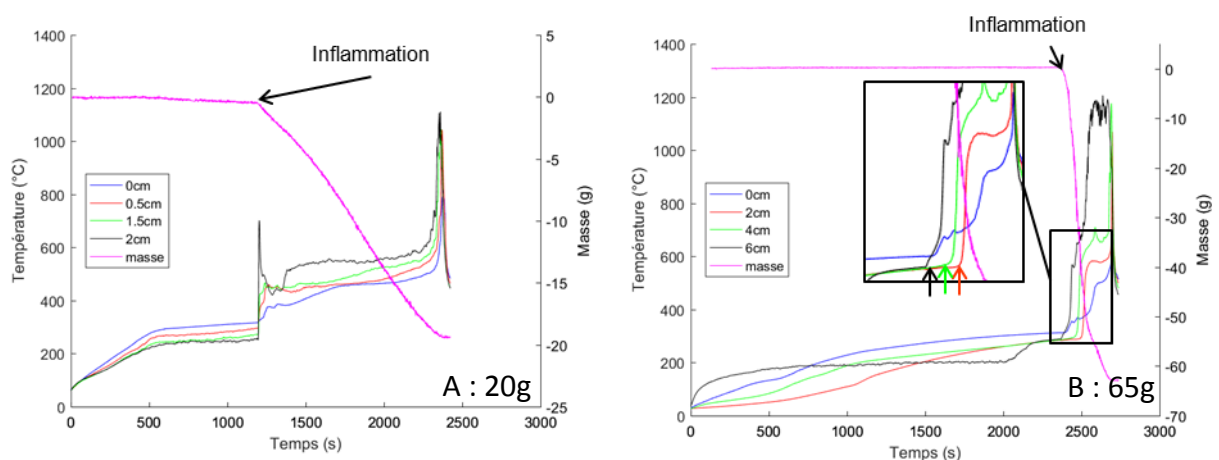 Inflammation
1400
1200
1000
800
600
400
200
0
Température (°C)
5
0
-5
-10
-15
-20
-25
Masse (g)
0cm
0.5cm
1.5cm
2cm
masse
A : 20g
0
500
1000
1500
2000
2500
3000
Temps (s)
Inflammation
1400
1200
1000
800
600
400
200
0
Température (°C)
0
-10
-20
-30
-40
-50
-60
-70
Masse (g)
0cm
2cm
4cm
6cm
masse
B : 65g
0
500
1000
1500
2000
2500
3000
Temps (s)